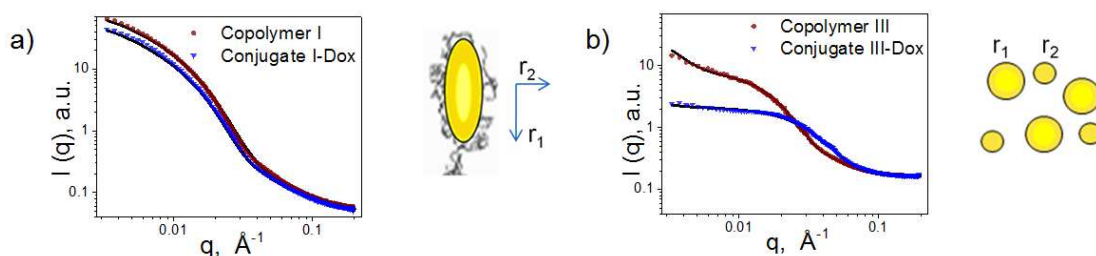 a)
I (q), a.u.
10
1
0.1
0.01
0.1
q, Å-1
Copolymer I
Conjugate I-Dox
r2
r1
b)
I (q), a.u.
10
1
0.1
0.01
0.1
q, Å-1
Copolymer III
Conjugate III-Dox
r1 r2